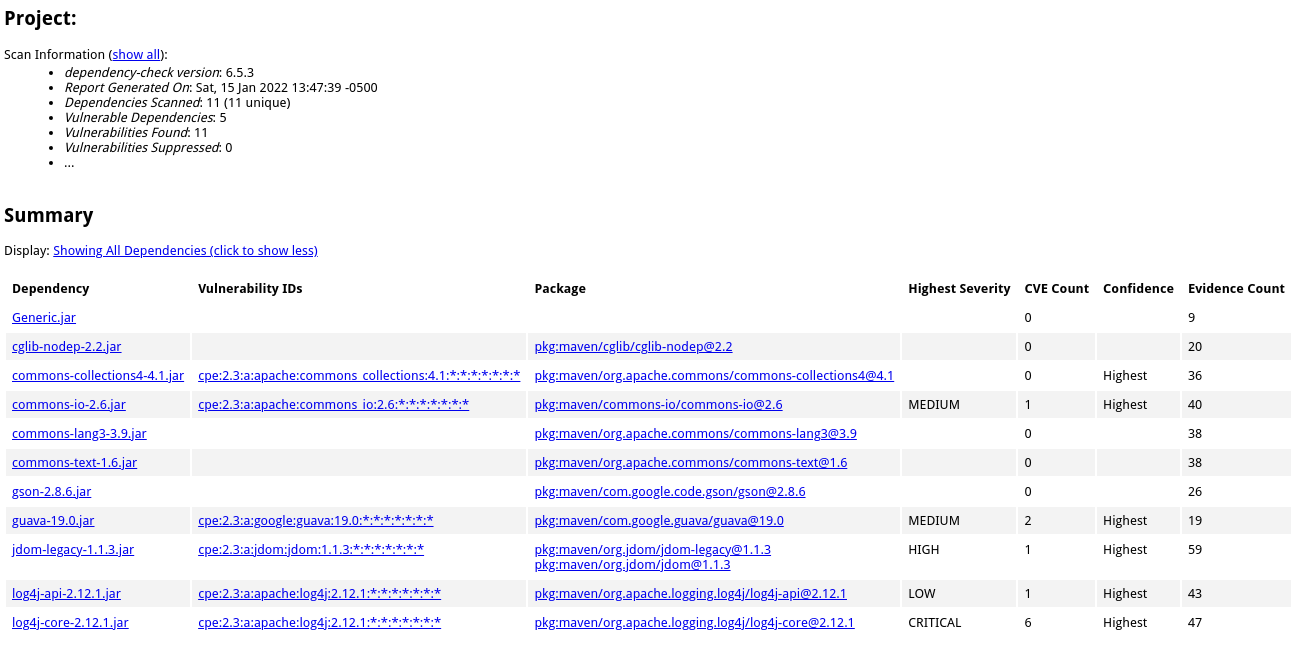 Project:
Scan Information (show all):
• dependency-check version: 6.5.3
• Report Generated On: Sat, 15 Jan 2022 13:47:39 -0500
• Dependencies Scanned: 11 (11 unique)
• Vulnerable Dependencies: 5
• Vulnerabilities Found: 11
• Vulnerabilities Suppressed: 0
• ...
Summary
Display: Showing All Dependencies (click to show less)
Dependency Vulnerability IDs Package Highest Severity CVE Count Confidence Evidence Count
Generic.jar 0 9
cglib-nodep-2.2.jar pkg:maven/cglib/cglib-nodep@2.2 0 20
commons-collections4-4.1.jar cpe:2.3:a:apache:commons_collections:4.1:*:*:*:*:*:*:* pkg:maven/org.apache.commons/commons-collections4@4.1 0 Highest 36
commons-io-2.6.jar cpe:2.3:a:apache:commons_io:2.6:*:*:*:*:*:*:* pkg:maven/commons-io/commons-io@2.6 MEDIUM 1 Highest 40
commons-lang3-3.9.jar pkg:maven/org.apache.commons/commons-lang3@3.9 0 38
commons-text-1.6.jar pkg:maven/org.apache.commons/commons-text@1.6 0 38
gson-2.8.6.jar pkg:maven/com.google.code.gson/gson@2.8.6 0 26
guava-19.0.jar cpe:2.3:a:google:guava:19.0:*:*:*:*:*:*:* pkg:maven/com.google.guava/guava@19.0 MEDIUM 2 Highest 19
jdom-legacy-1.1.3.jar cpe:2.3:a:jdom:jdom:1.1.3:*:*:*:*:*:*:* pkg:maven/org.jdom/jdom-legacy@1.1.3 HIGH 1 Highest 59
pkg:maven/org.jdom/jdom@1.1.3
log4j-api-2.12.1.jar cpe:2.3:a:apache:log4j:2.12.1:*:*:*:*:*:*:* pkg:maven/org.apache.logging.log4j/log4j-api@2.12.1 LOW 1 Highest 43
log4j-core-2.12.1.jar cpe:2.3:a:apache:log4j:2.12.1:*:*:*:*:*:*:* pkg:maven/org.apache.logging.log4j/log4j-core@2.12.1 CRITICAL 6 Highest 47